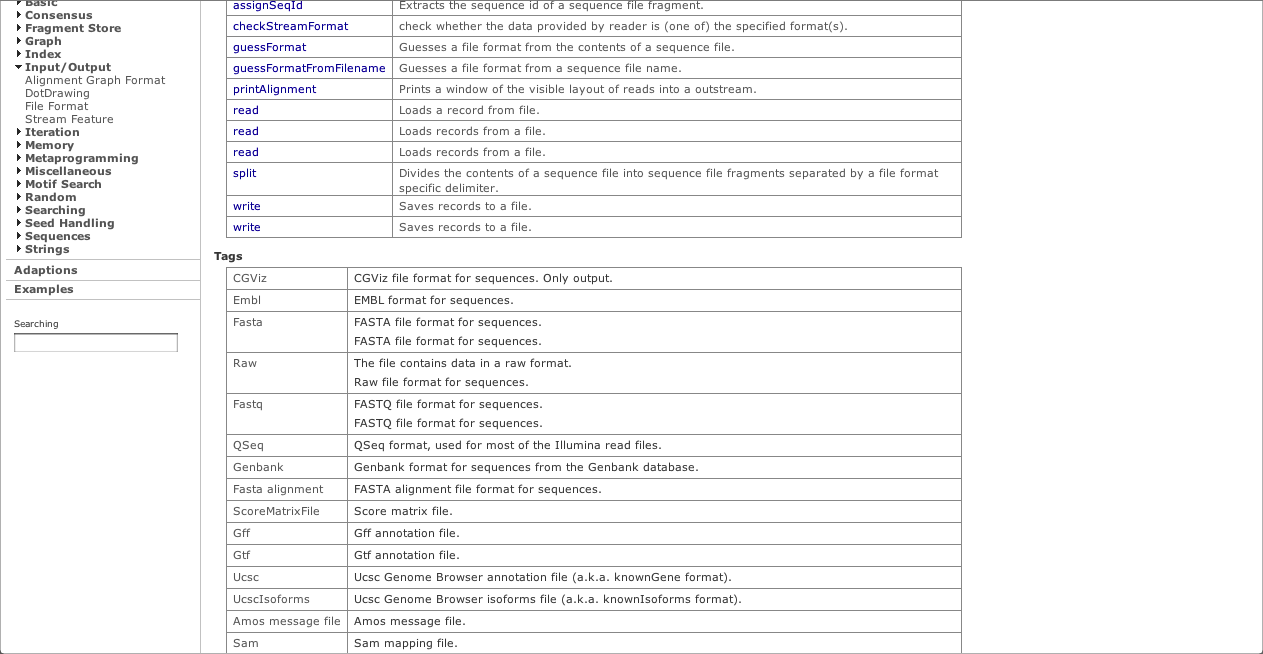 Basic
Consensus
Fragment Store
Graph
Index
Input/Output
Alignment Graph Format
DotDrawing
File Format
Stream Feature
Iteration
Memory
Metaprogramming
Miscellaneous
Motif Search
Random
Searching
Seed Handling
Sequences
Strings
Adaptions
Examples
Searching
assignSeqId Extracts the sequence id of a sequence file fragment.
checkStreamFormat check whether the data provided by reader is (one of) the specified format(s).
guessFormat Guesses a file format from the contents of a sequence file.
guessFormatFromFilename Guesses a file format from a sequence file name.
printAlignment Prints a window of the visible layout of reads into a outstream.
read Loads a record from file.
read Loads records from a file.
read Loads records from a file.
split Divides the contents of a sequence file into sequence file fragments separated by a file format
specific delimiter.
write Saves records to a file.
write Saves records to a file.
Tags
CGViz CGViz file format for sequences. Only output.
Embl EMBL format for sequences.
Fasta FASTA file format for sequences.
FASTA file format for sequences.
Raw The file contains data in a raw format.
Raw file format for sequences.
Fastq FASTQ file format for sequences.
FASTQ file format for sequences.
QSeq QSeq format, used for most of the Illumina read files.
Genbank Genbank format for sequences from the Genbank database.
Fasta alignment FASTA alignment file format for sequences.
ScoreMatrixFile Score matrix file.
Gff Gff annotation file.
Gtf Gtf annotation file.
Ucsc Ucsc Genome Browser annotation file (a.k.a. knownGene format).
UcscIsoforms Ucsc Genome Browser isoforms file (a.k.a. knownIsoforms format).
Amos message file Amos message file.
Sam Sam mapping file.